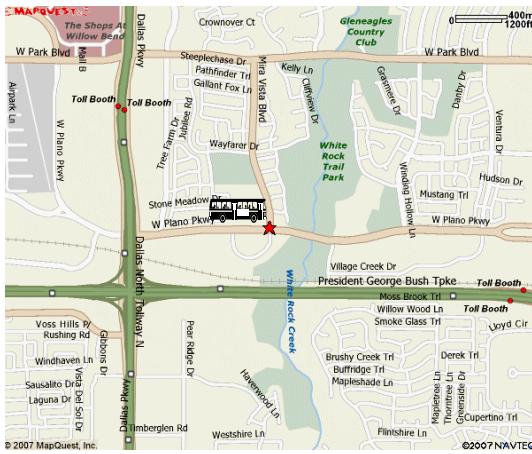 MAPQUEST
400m
1200ft
The Shops At
Willow Bend
Dallas Pkwy
Crownover Ct
Gleneagles
Country
Club
W Park Blvd
W Park Blvd
Mall B
Steeplechase Dr
Mira Vista Blvd
Kelly Ln
Pathfinder Trl
Gallant Fox Ln
Cliffview Dr
Grasmere Dr
Danby Dr
Airpark Ln
Toll Booth
Toll Booth
W Plano Pkwy
Jubilee Rd
Tree Farm Dr
Ventura Dr
Wayfarer Dr
White
Rock
Trail
Park
Winding Hollow Ln
Hudson Dr
Mustang Trl
Stone Meadow Dr
W Plano Pkwy
W Plano Pkwy
Dallas North Tollway N
Village Creek Dr
President George Bush Tpke
Toll Booth
White Rock Creek
Moss Brook Trl
Willow Wood Ln
Toll Booth
Smoke Glass Trl
Lloyd Cir
Voss Hills
Rushing Rd
Gibbons Dr
Pear Ridge Dr
Windhaven Ln
Brushy Creek Trl
Derek Trl
Buffridge Trl
Mapleshade Ln
Sausalito Dr
Vista Del Sol Dr
Laguna Dr
Haverwood Ln
Mapletree Ln
Thorntree Ln
Greenside Dr
Dallas Pkwy
Cupertino Trl
Timberglen Rd
Westshire Ln
Flintshire Ln
© 2007 MapQuest, Inc.
©2007 NAVTEQ